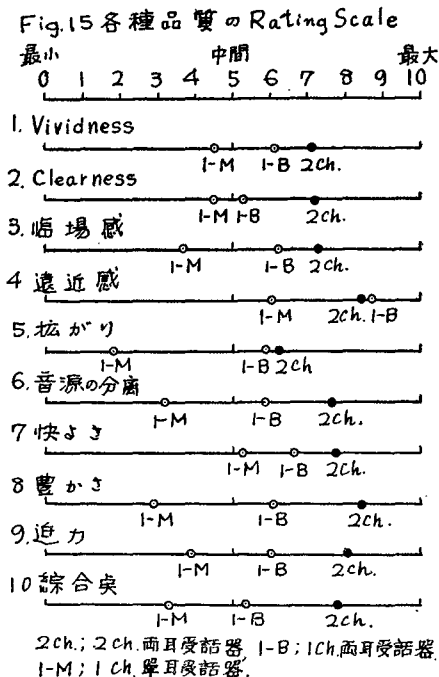 Fig.15 各種品質のRating Scale
最小 中間 最大
0 1 2 3 4 5 6 7 8 9 10
1. Vividness
1-M 1-B 2ch.
2. Clearness
1-M 1-B 2ch.
3. 臨場感
1-M 1-B 2ch.
4 遠近感
1-M 2ch. 1-B
5. 拡がり
1-M 1-B 2ch
6. 音源の分離
1-M 1-B 2ch.
7 快よさ
1-M 1-B 2ch.
8 豊かさ
1-M 1-B 2ch.
9. 迫力
1-M 1-B 2ch.
10 綜合点
1-M 1-B 2ch.
2ch.; 2ch.両耳受話器, 1-B; 1ch.両耳受話器,
1-M; 1 ch. 單耳受話器.